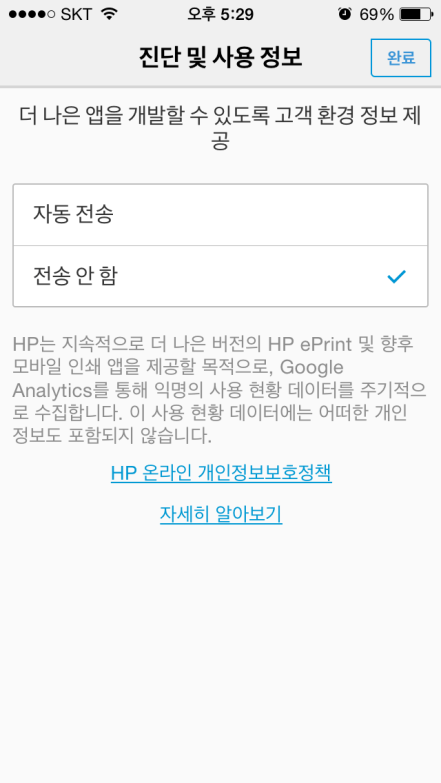 SKT 오후 5:29 69%
진단 및 사용 정보 완료
더 나은 앱을 개발할 수 있도록 고객 환경 정보 제
공
자동 전송
전송 안 함
HP는 지속적으로 더 나은 버전의 HP ePrint 및 향후
모바일 인쇄 앱을 제공할 목적으로, Google
Analytics를 통해 익명의 사용 현황 데이터를 주기적으
로 수집합니다. 이 사용 현황 데이터에는 어떠한 개인
정보도 포함되지 않습니다.
HP 온라인 개인정보보호정책
자세히 알아보기